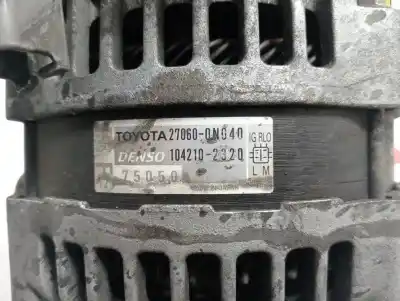 TOYOTA 27060-0N040 IG RLO
DENSO 104210-2320
75050 L M